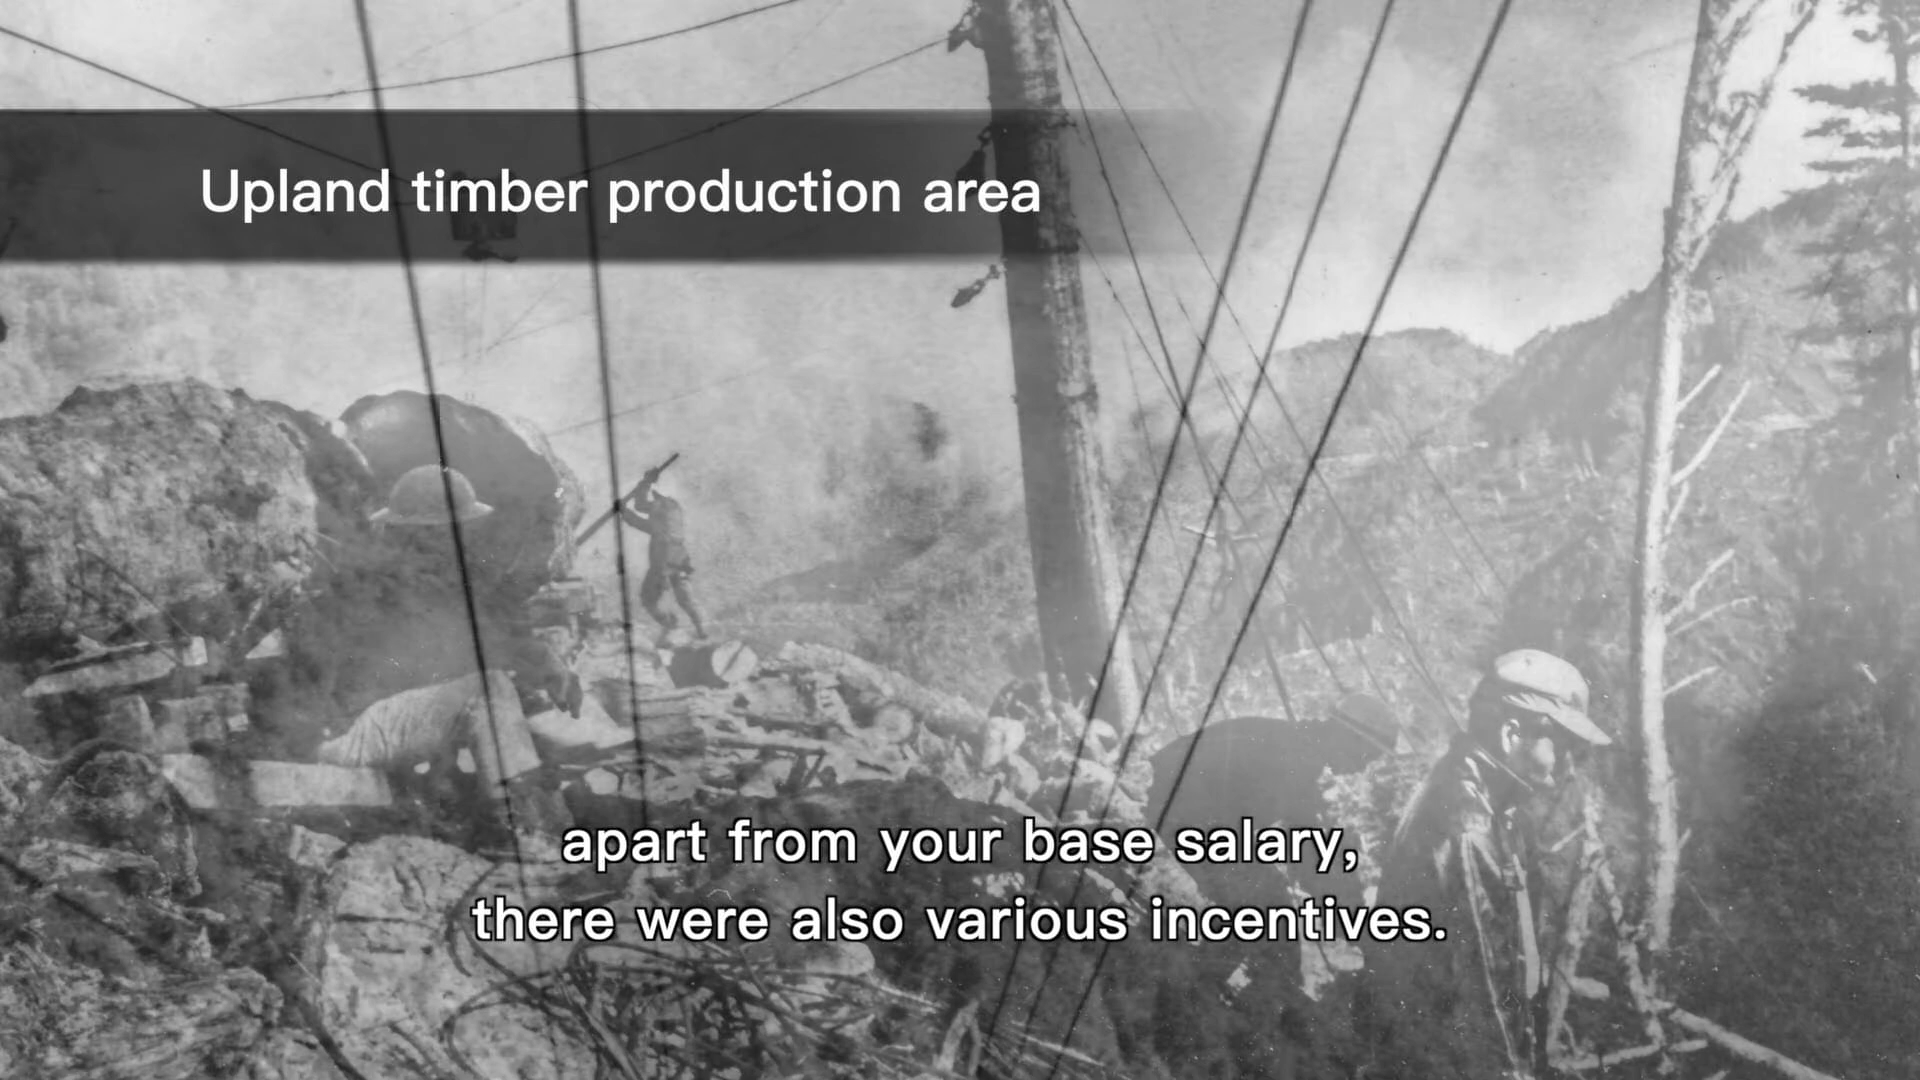 Upland timber production area
apart from your base salary,
there were also various incentives.